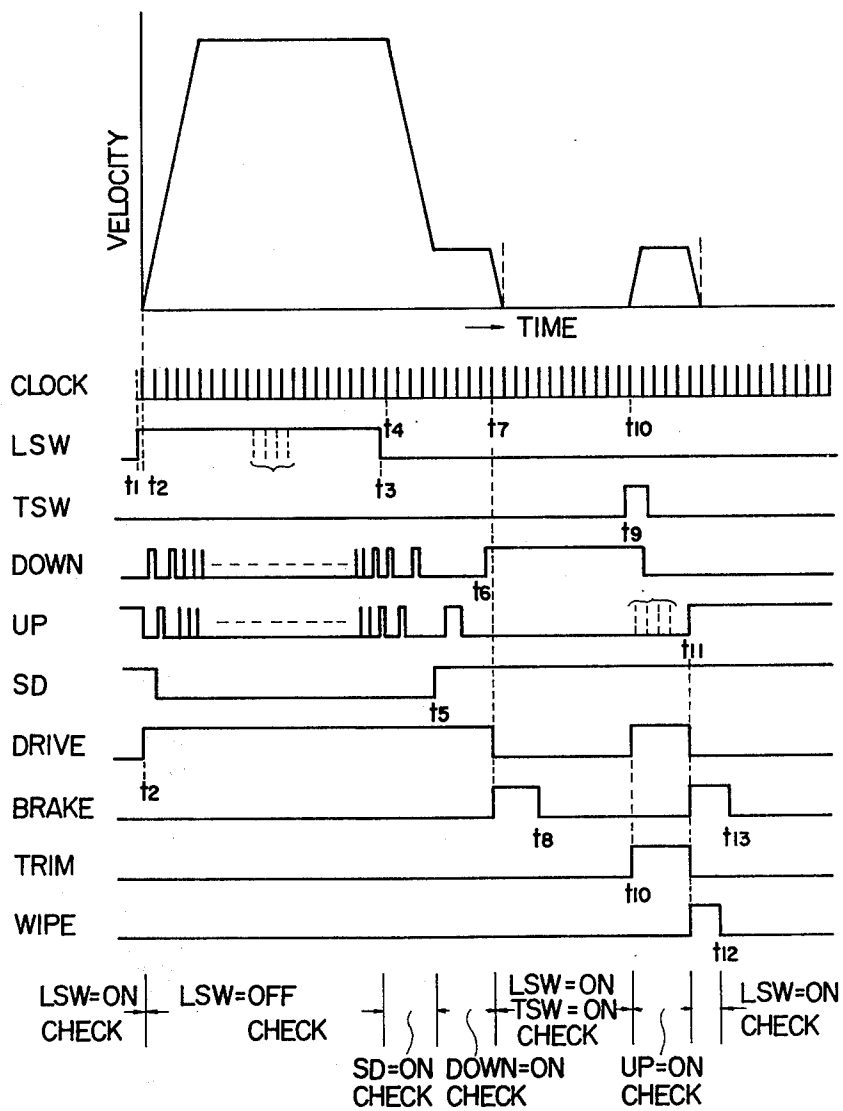 VELOCITY
→ TIME
CLOCK
t4 t7 t10
LSW
t1 t2 t3
TSW
t9
DOWN
t6
UP
t11
SD
t5
DRIVE
t2
BRAKE
t8 t13
TRIM
t10
WIPE
t12
LSW=ON CHECK
LSW=OFF CHECK
SD=ON CHECK
DOWN=ON CHECK
LSW=ON TSW=ON CHECK
UP=ON CHECK
LSW=ON CHECK